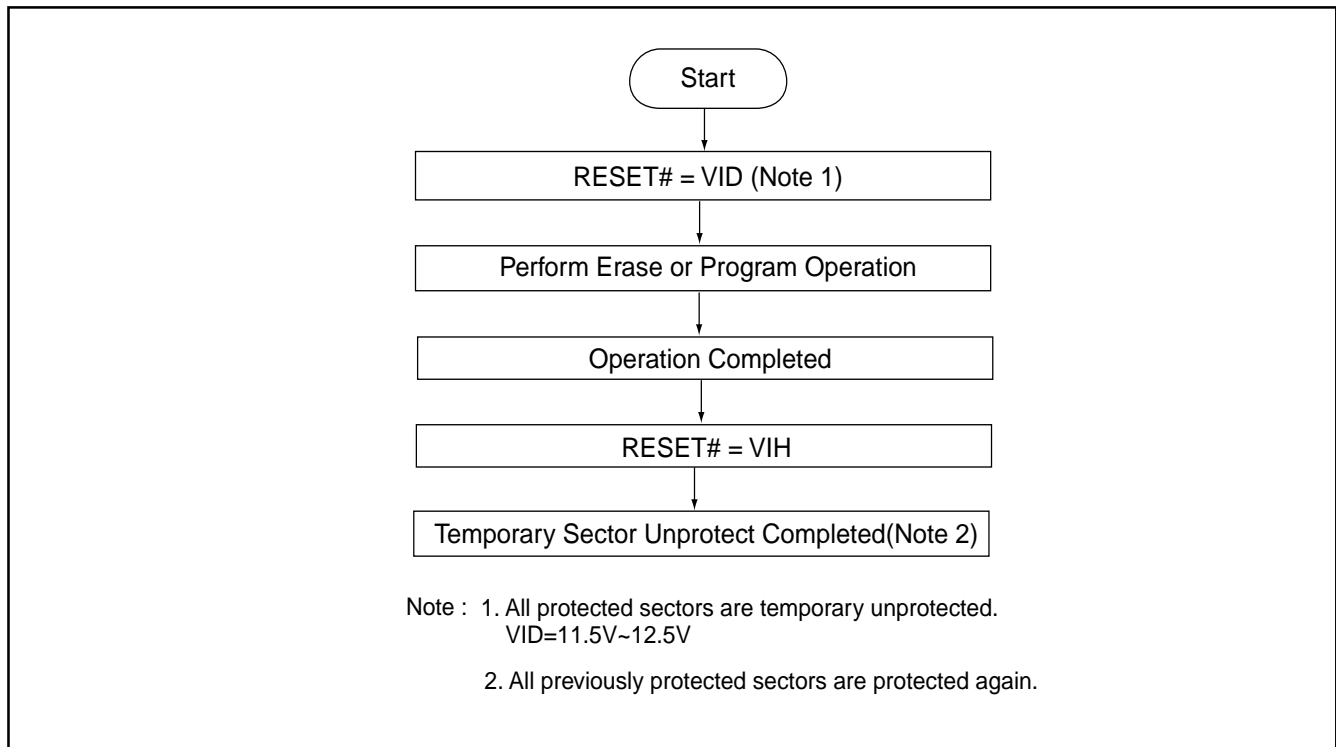 Start
RESET# = VID (Note 1)
Perform Erase or Program Operation
Operation Completed
RESET# = VIH
Temporary Sector Unprotect Completed(Note 2)
Note : 1. All protected sectors are temporary unprotected.
VID=11.5V~12.5V
2. All previously protected sectors are protected again.